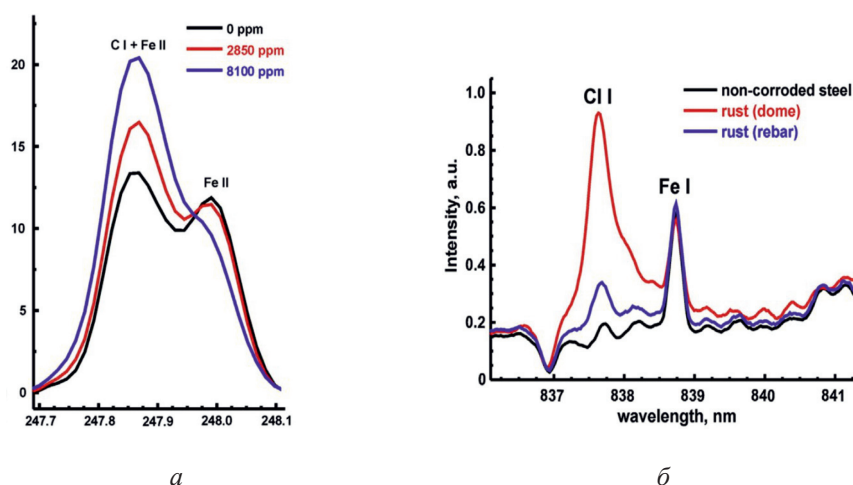 0 ppm
2850 ppm
8100 ppm
C I + Fe II
Fe II
20
15
10
5
0
247.7 247.8 247.9 248.0 248.1
а
non-corroded steel
rust (dome)
rust (rebar)
Cl I
Fe I
Intensity, a.u.
1.0
0.8
0.6
0.4
0.2
0
837 838 839 840 841
wavelength, nm
б